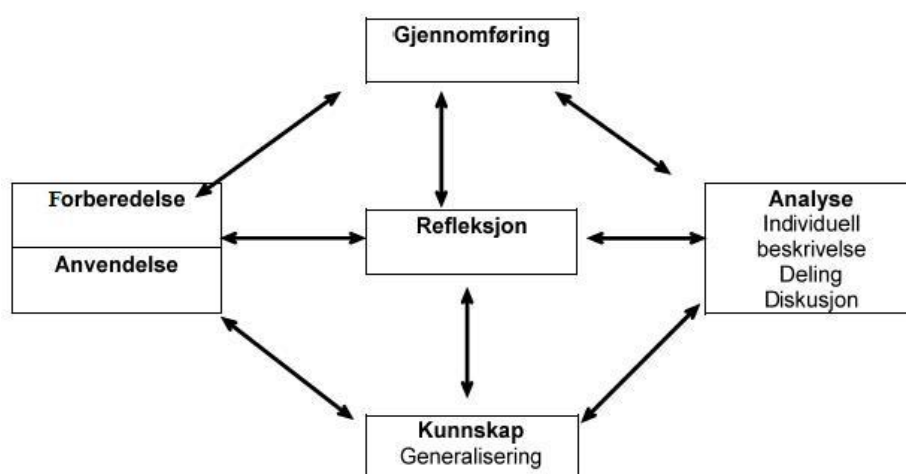 Gjennomføring
Forberedelse
Anvendelse
Refleksjon
Analyse
Individuell
beskrivelse
Deling
Diskusjon
Kunnskap
Generalisering